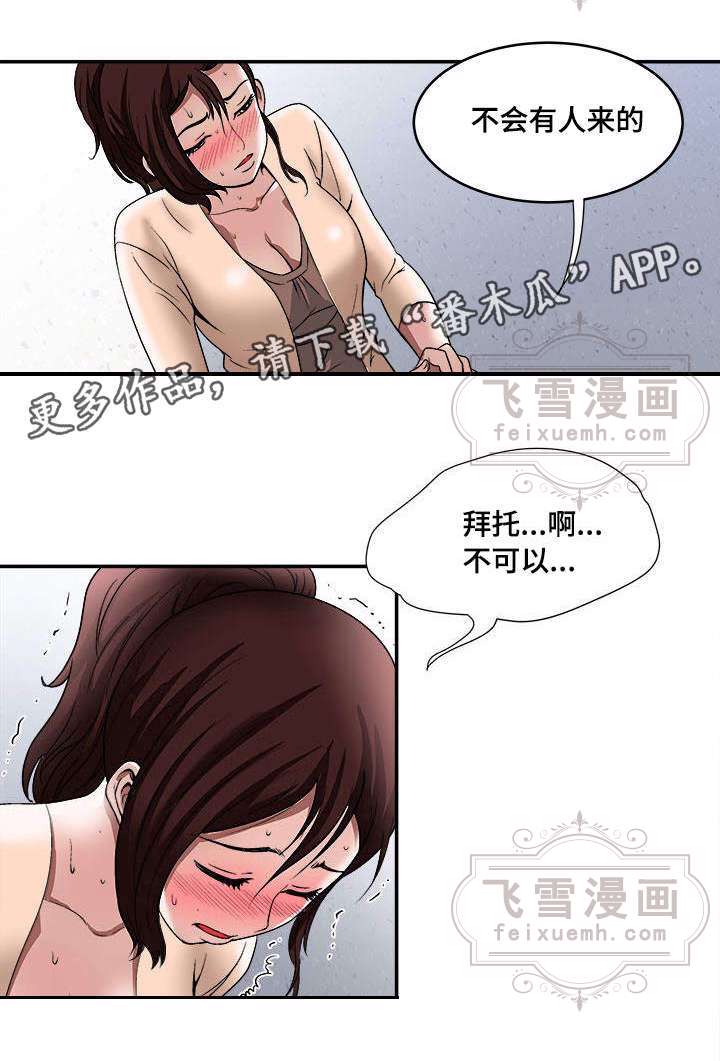 不会有人来的
更多作品，请下载“番木瓜”APP。
飞雪漫画
feixuemh.com
拜托...啊...
不可以...
飞雪漫画
feixuemh.com